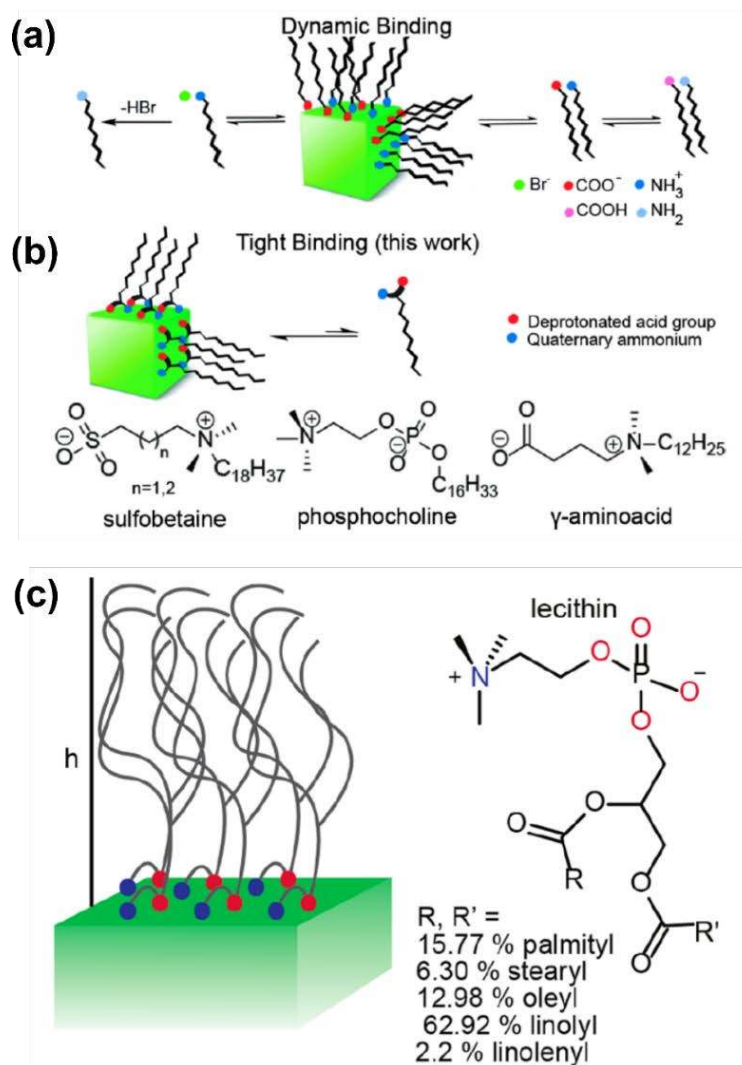 (a)
Dynamic Binding
-HBr
Br- COO- NH3+
COOH NH2
(b)
Tight Binding (this work)
Deprotonated acid group
Quaternary ammonium
⊖O S O O n N ⊕ C18H37
n=1,2
N ⊕ O P O ⊖O O C16H33
O ⊖O ⊕ N C12H25
sulfobetaine phosphocholine γ-aminoacid
(c)
h
lecithin
N + O P O O- O
O O R O O R'
R, R' =
15.77 % palmityl
6.30 % stearyl
12.98 % oleyl
62.92 % linolyl
2.2 % linolenyl